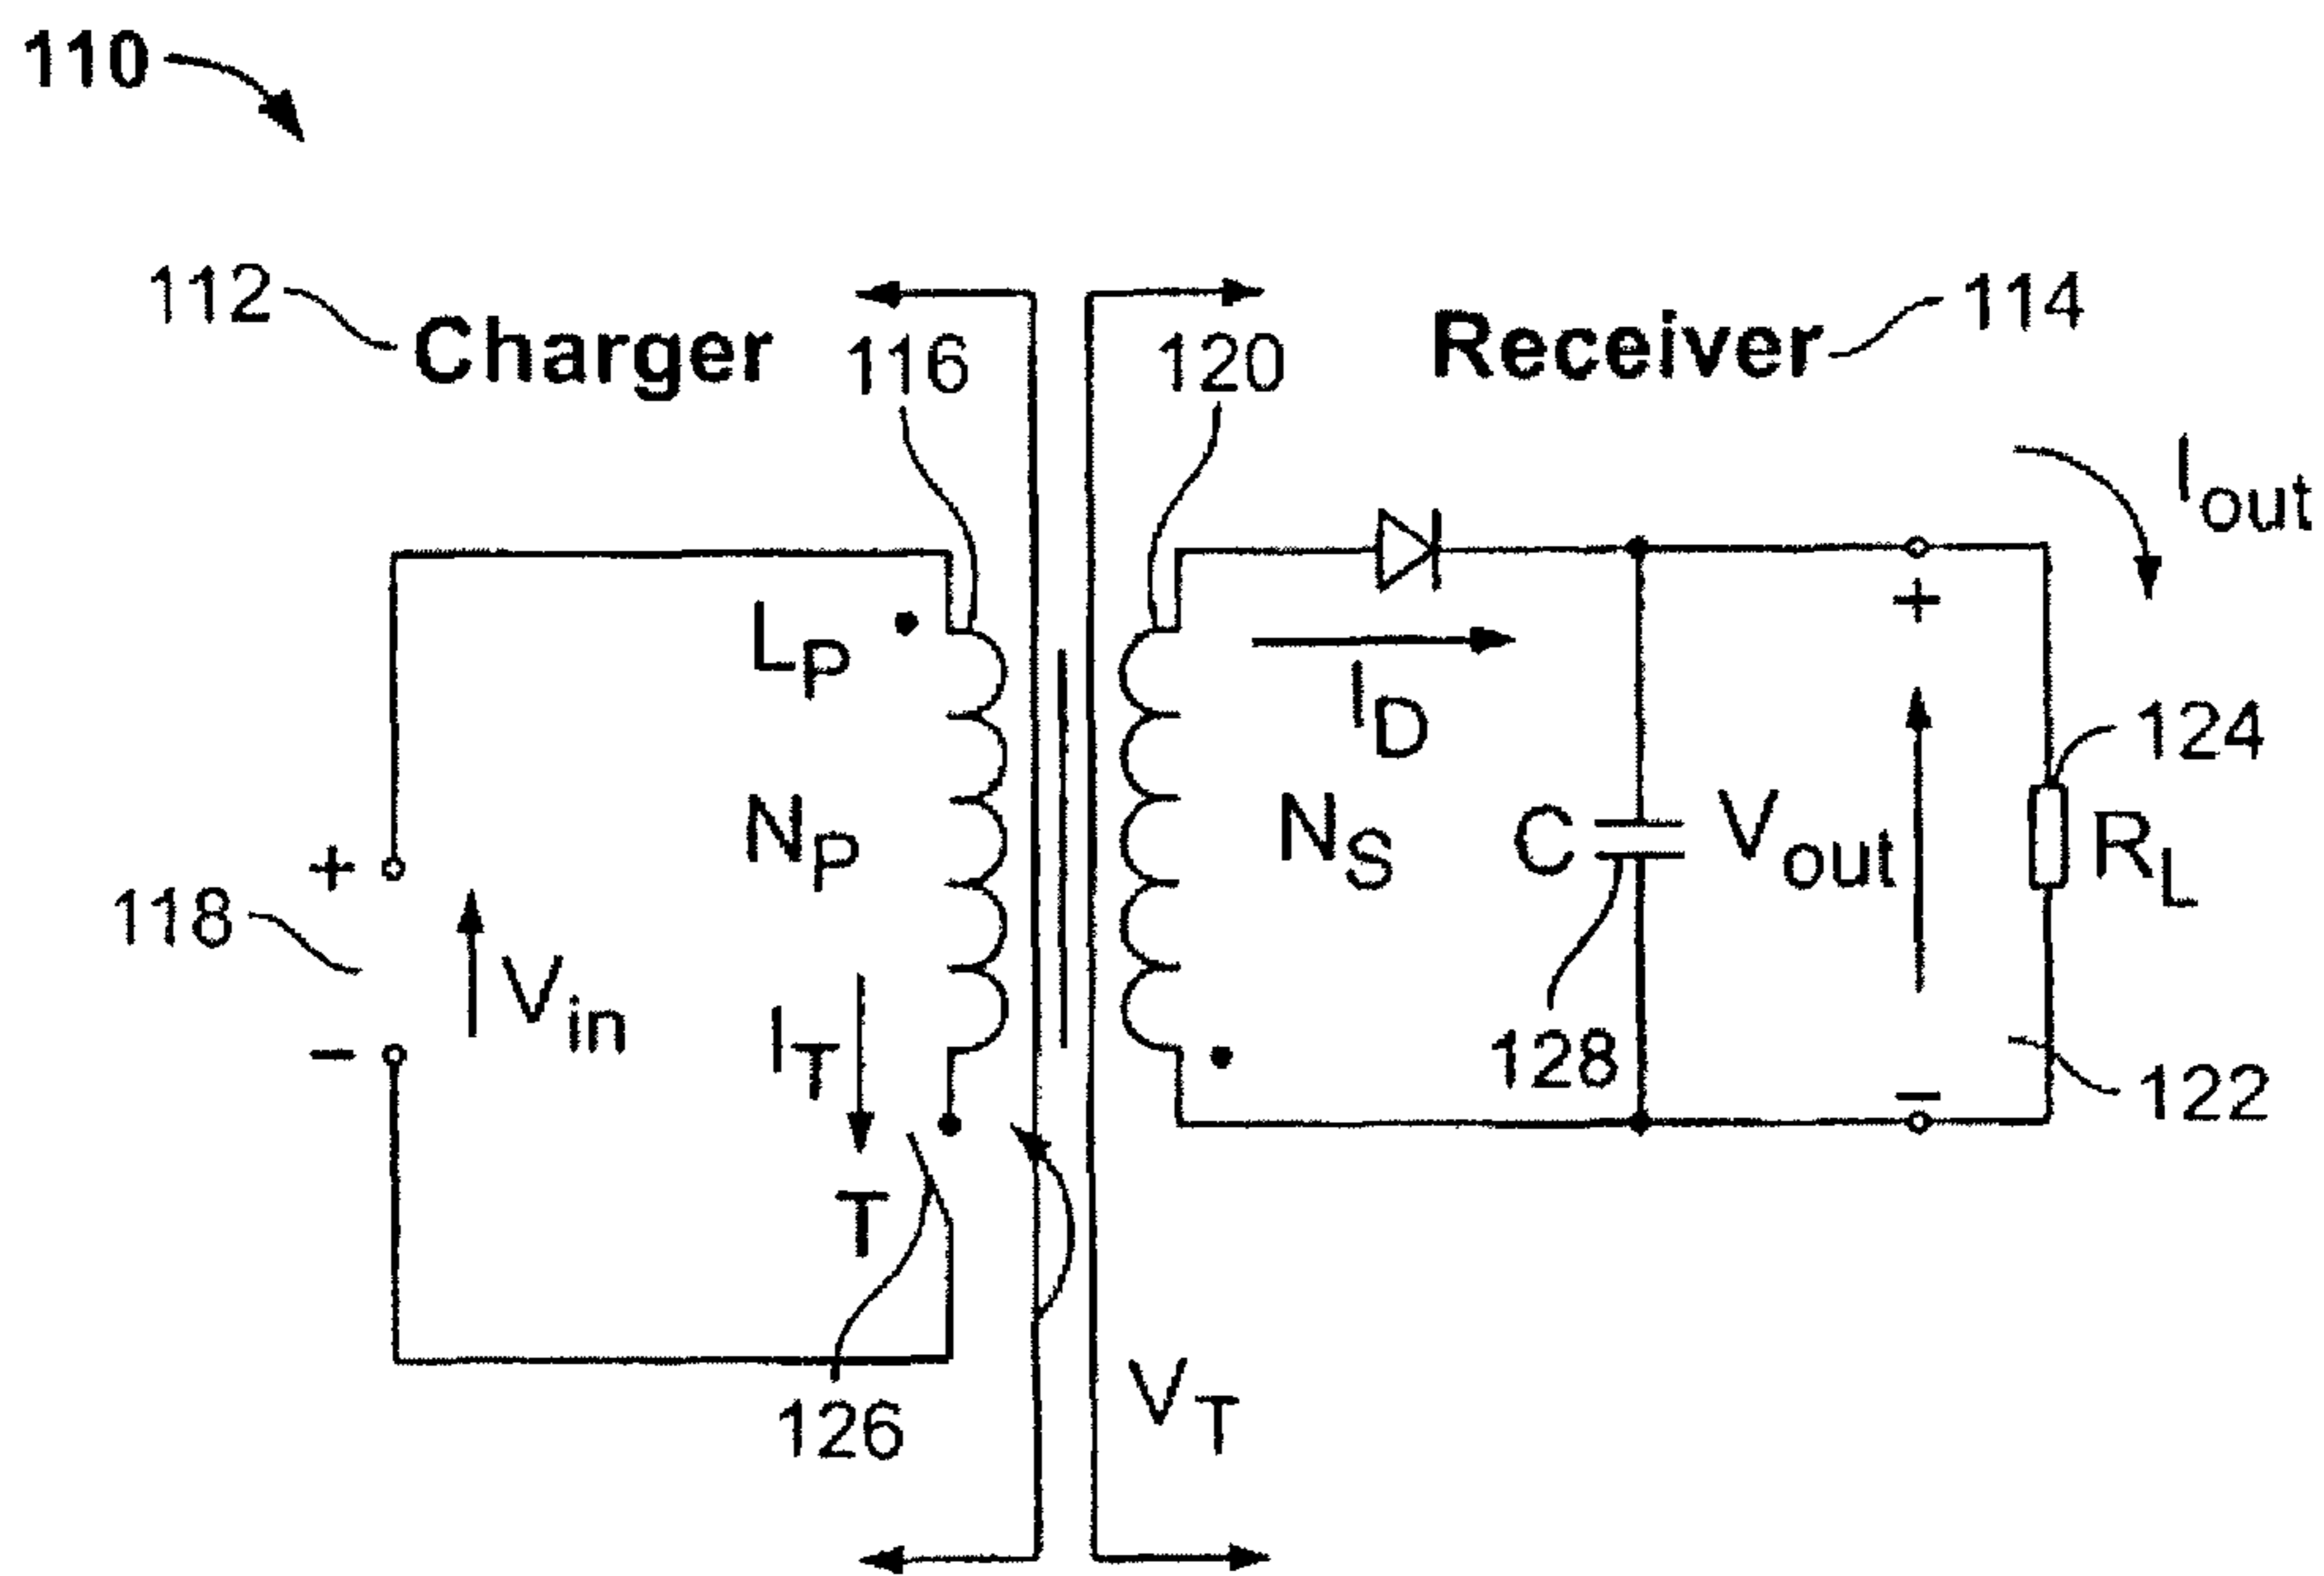 110
112
Charger
116
120
Receiver
114
Iout
LP
ID
124
NP
NS
C
Vout
RL
+
+
118
Vin
IT
−
128
−
122
T
126
VT